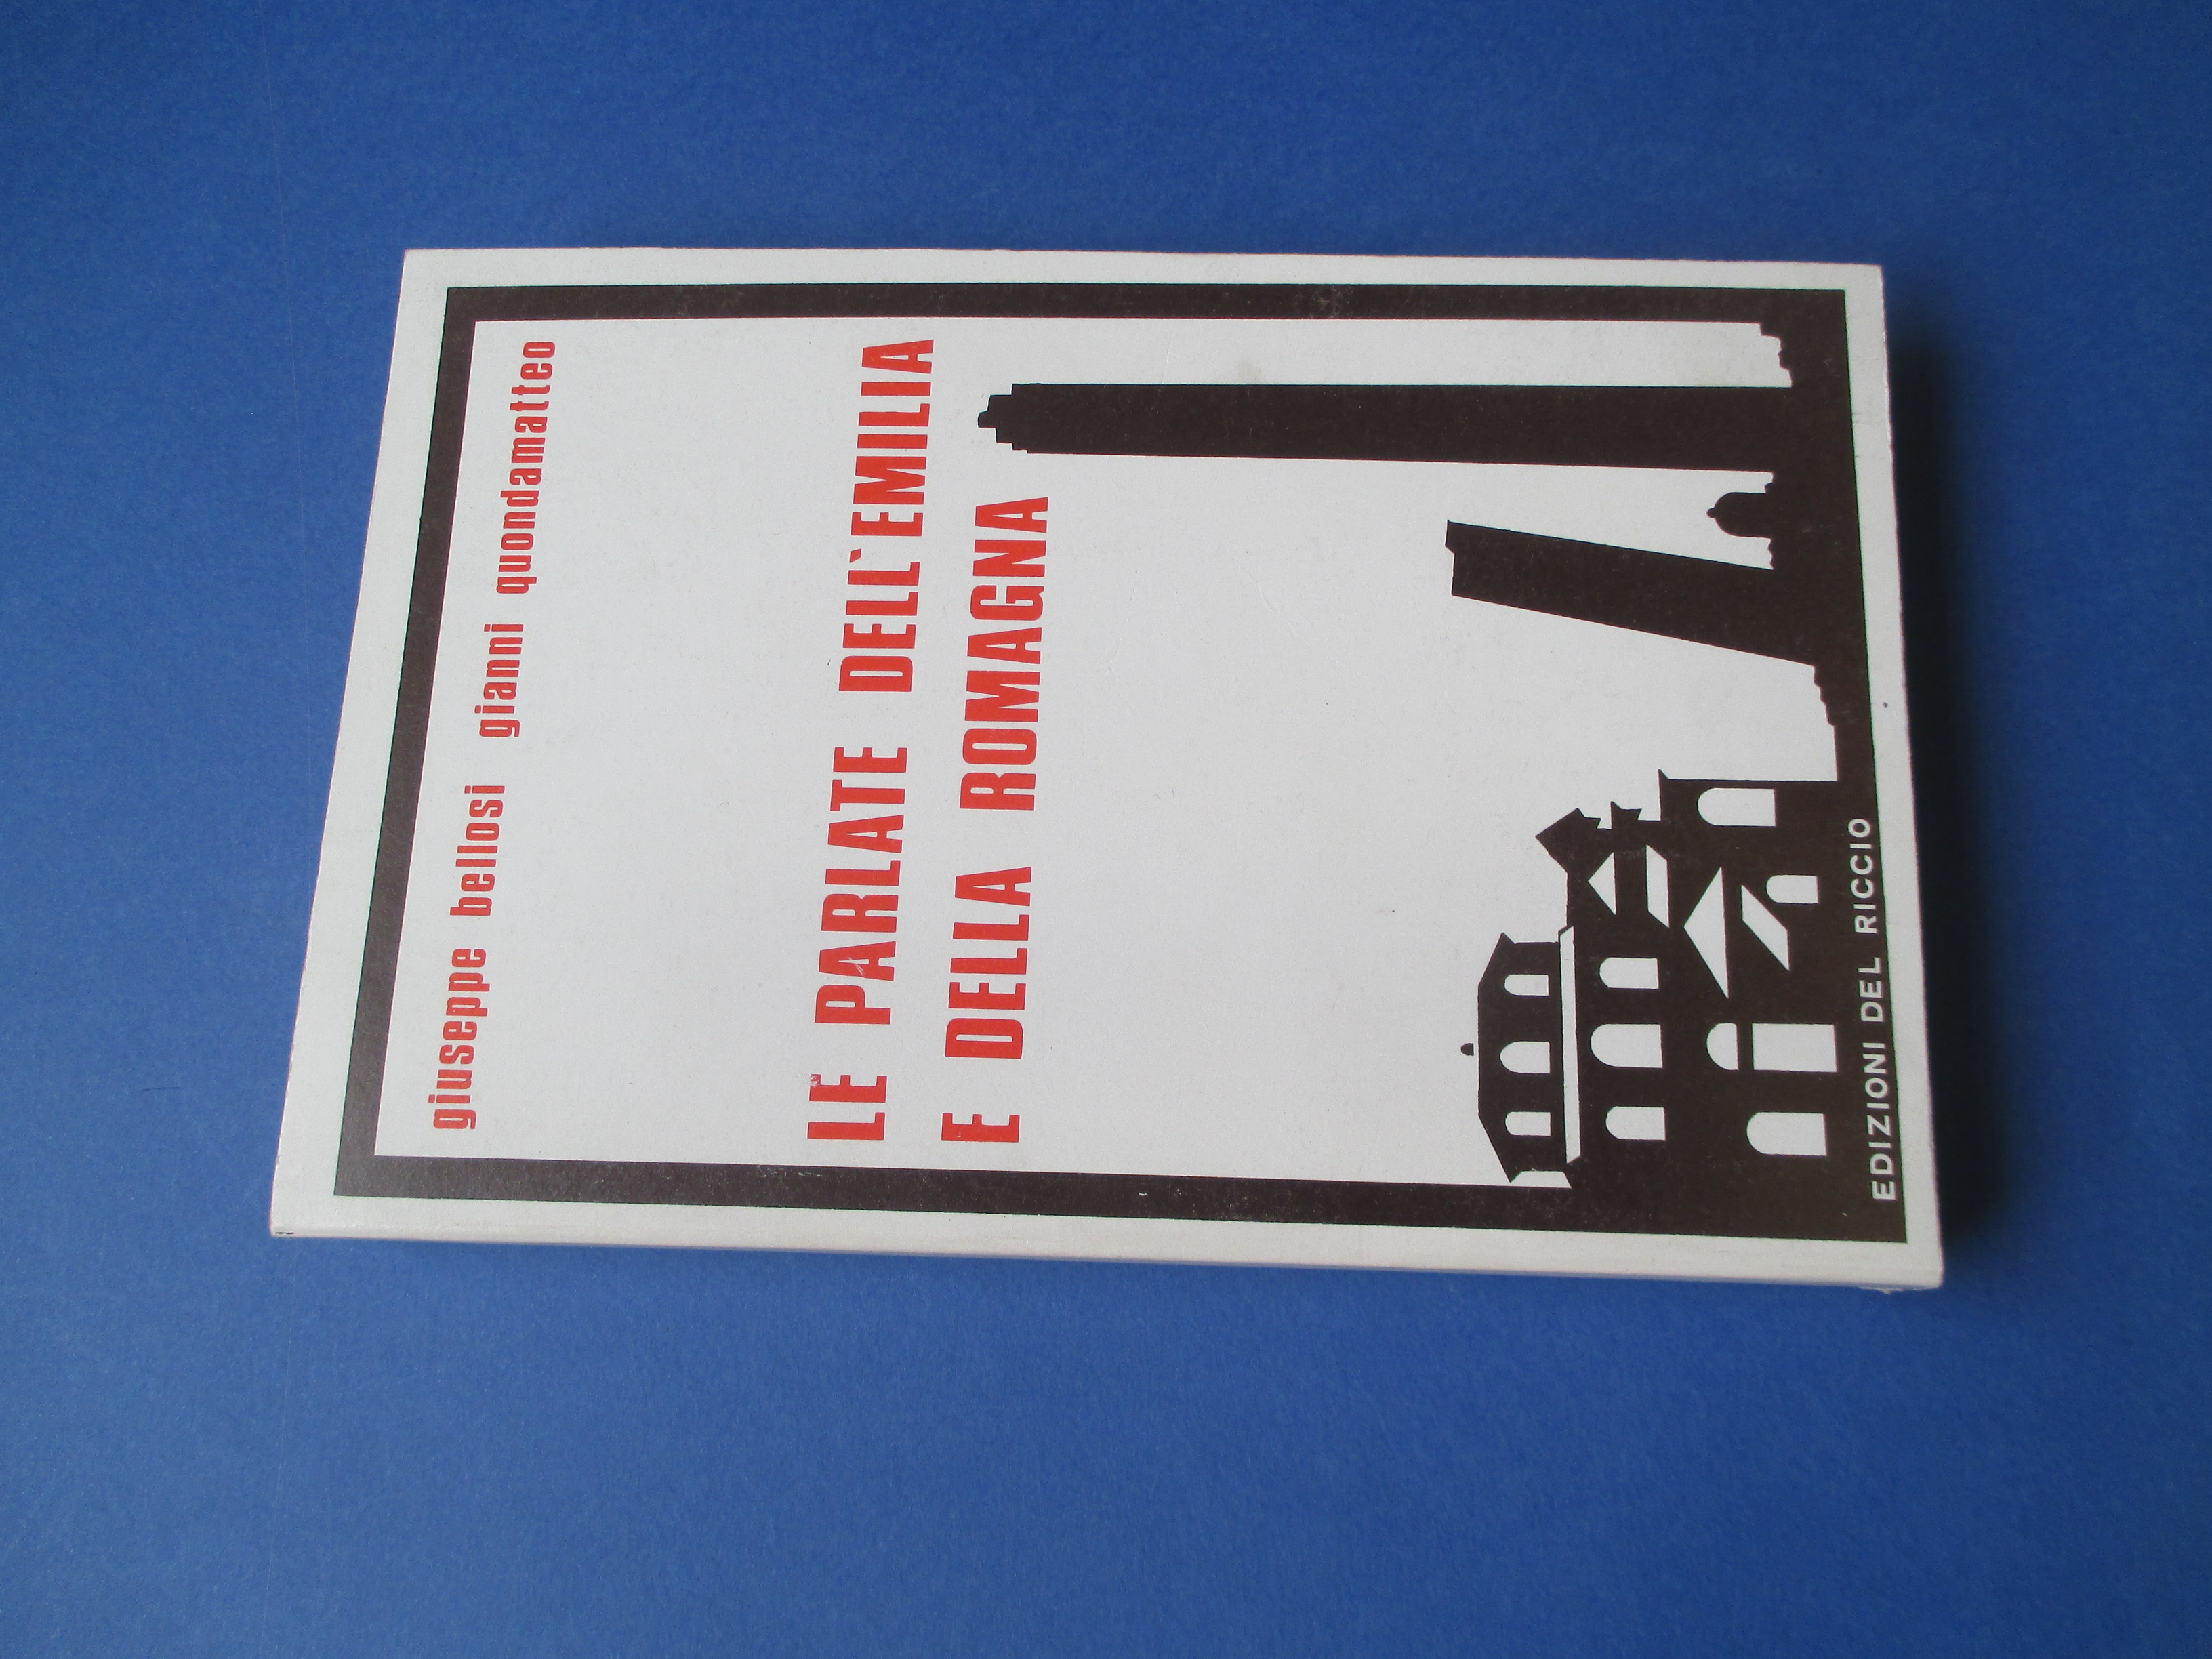 giuseppe bellosi gianni quondamatteo
LE PARLATE DELL`EMILIA
E DELLA ROMAGNA
EDIZIONI DEL RICCIO